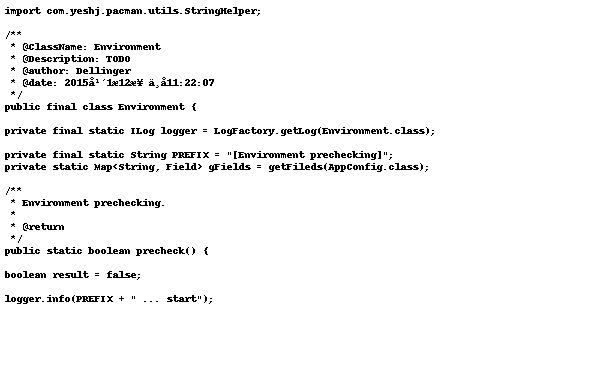 import com.yeshj.pacman.utils.StringHelper;
/**
* @ClassName: Environment
* @Description: TODO
* @author: Dellinger
* @date: 2015å¹´1æ12æ¥ ä¸å11:22:07
*/
public final class Environment {
private final static ILog logger = LogFactory.getLog(Environment.class);
private final static String PREFIX = "[Environment prechecking]";
private static Map<String, Field> gFields = getFileds(AppConfig.class);
/**
* Environment prechecking.
*
* @return
*/
public static boolean precheck() {
boolean result = false;
logger.info(PREFIX + " ... start");